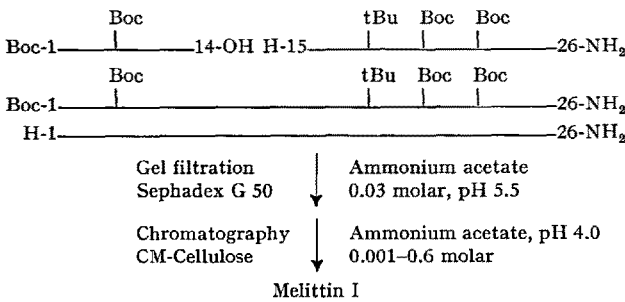 Boc tBu Boc Boc
Boc-1 14-OH H-15 26-NH₂
Boc tBu Boc Boc
Boc-1 26-NH₂
H-1 26-NH₂
Gel filtration Ammonium acetate
Sephadex G 50 0.03 molar, pH 5.5
Chromatography Ammonium acetate, pH 4.0
CM-Cellulose 0.001–0.6 molar
Melittin I